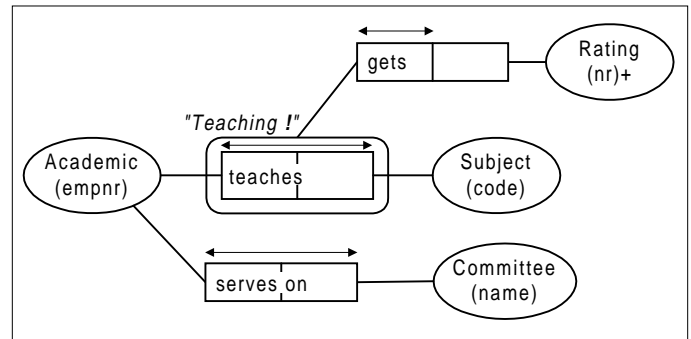 gets
Rating
(nr)+
"Teaching !"
Academic
(empnr)
teaches
Subject
(code)
serves on
Committee
(name)